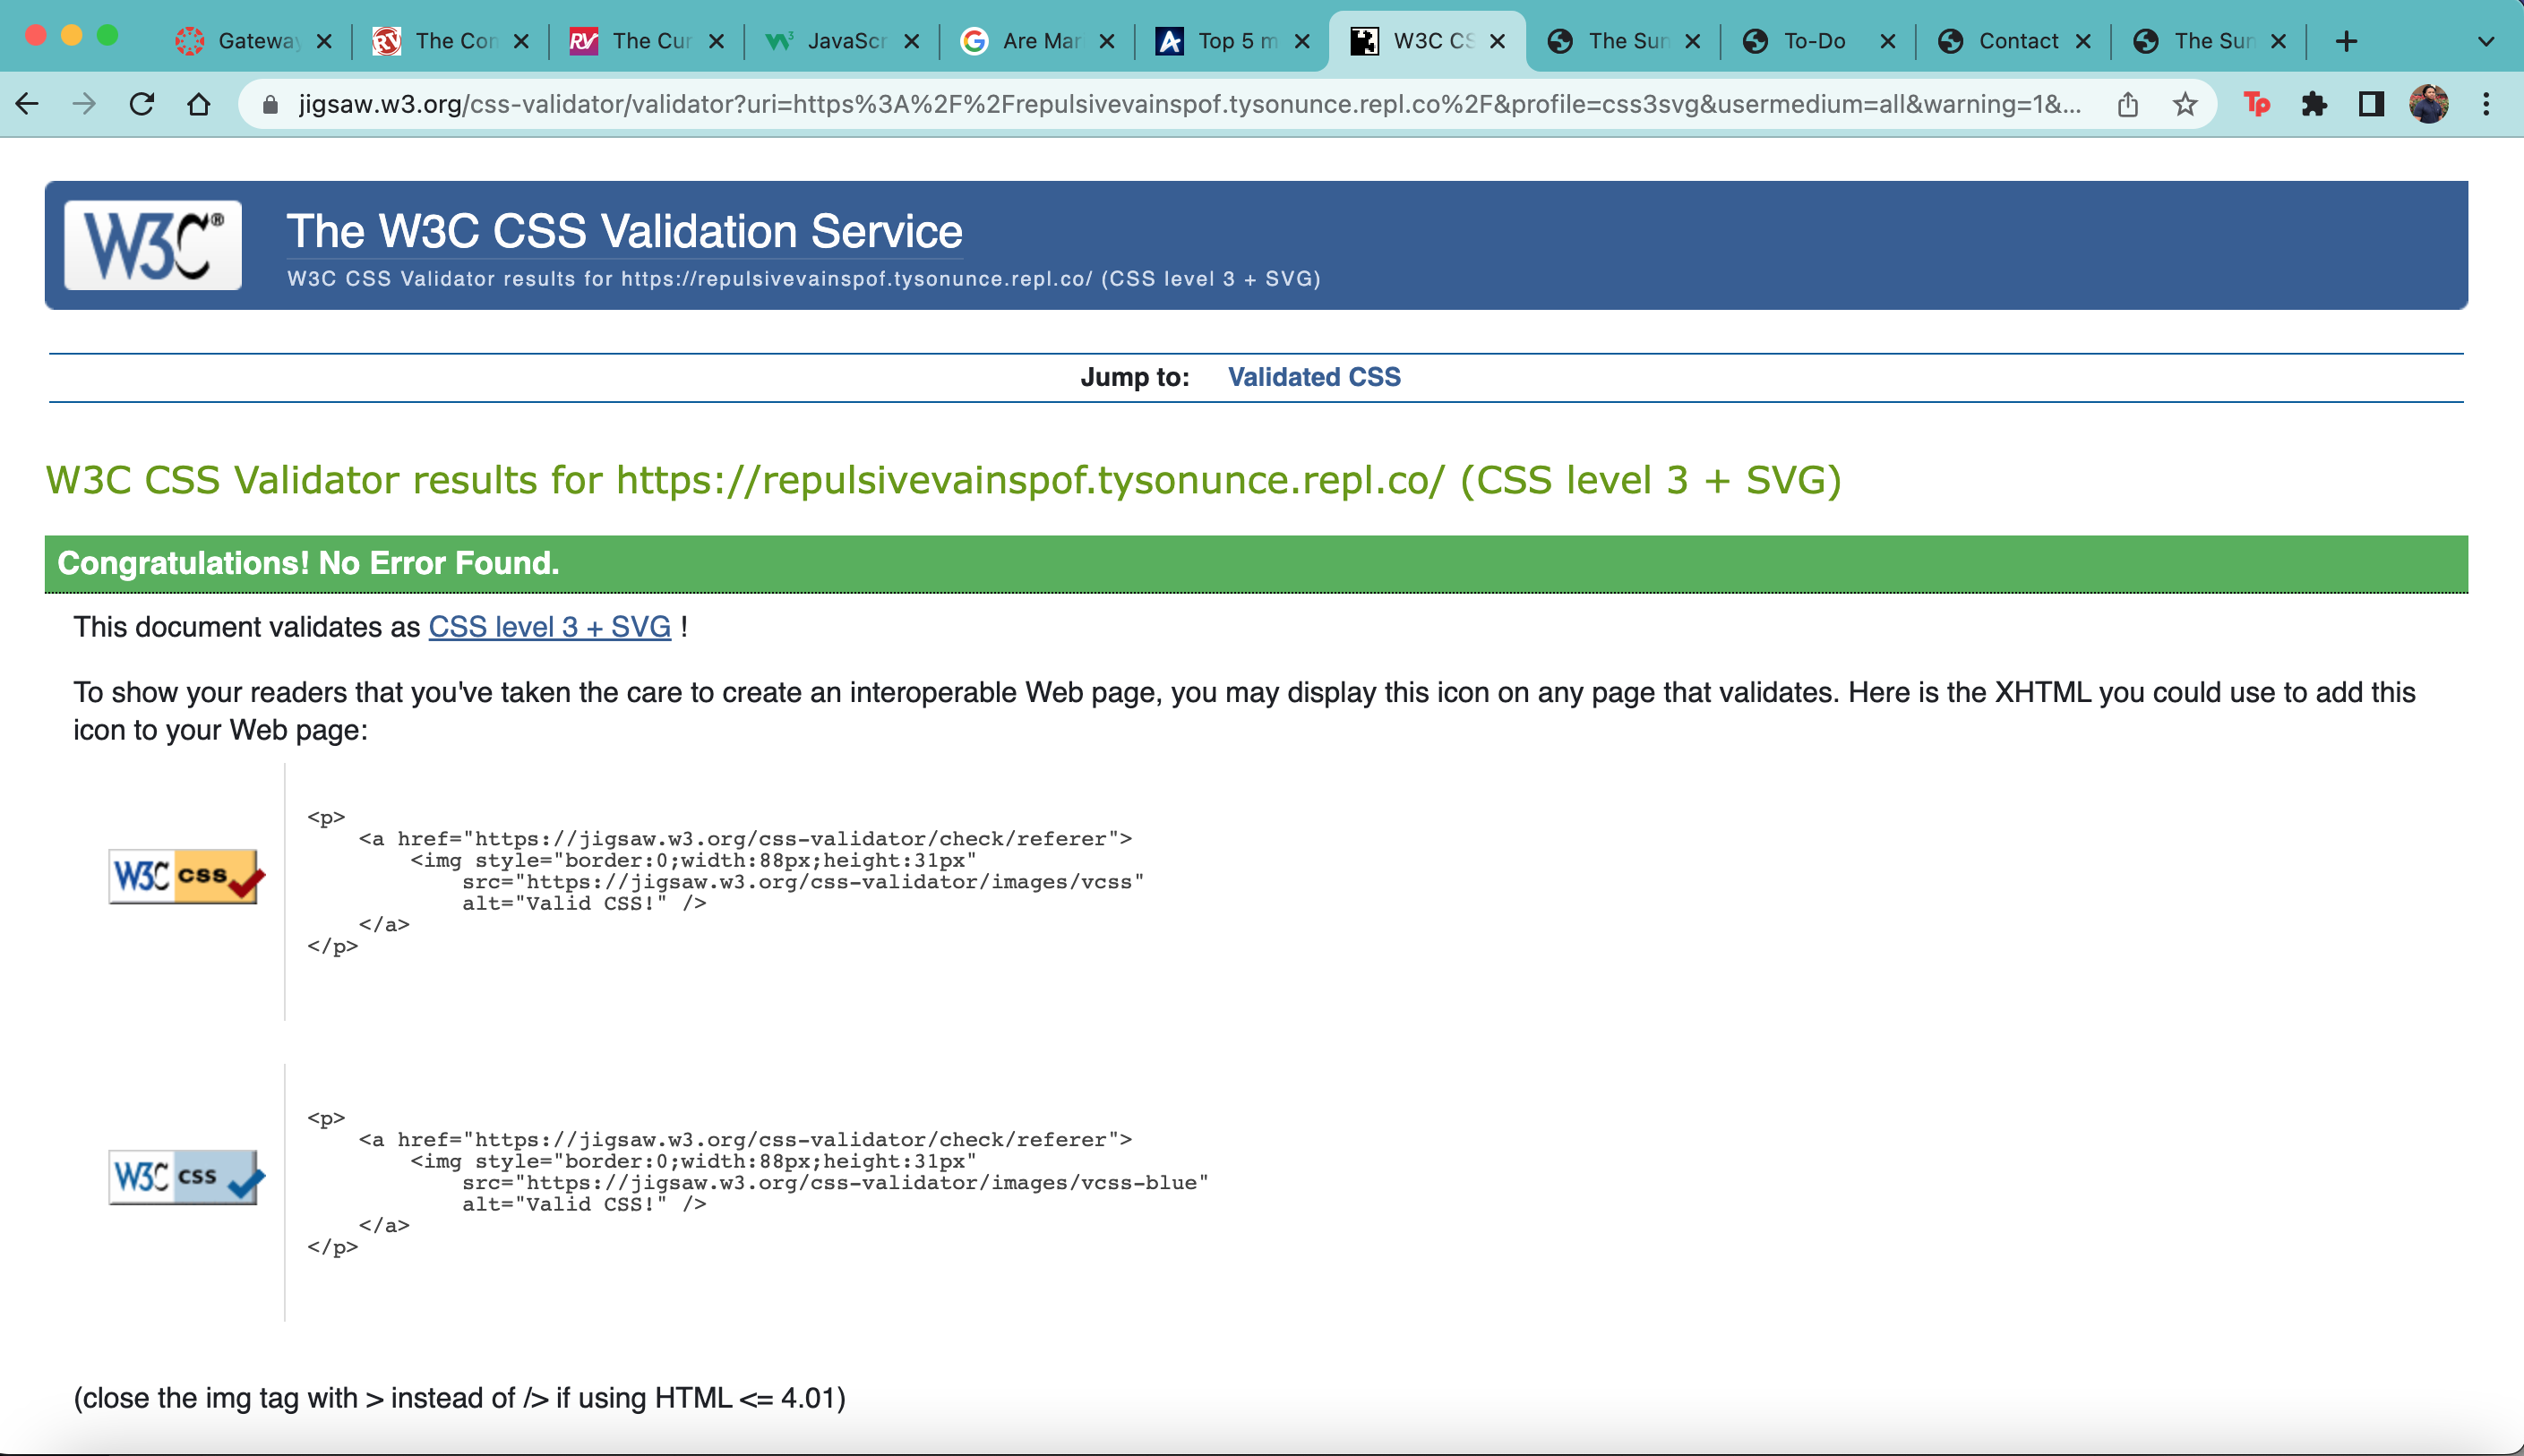 Gateway The Con The Cur JavaScr Are Mar Top 5 m W3C CS The Sun To-Do Contact The Sun
jigsaw.w3.org/css-validator/validator?uri=https%3A%2F%2Frepulsivevainspof.tysonunce.repl.co%2F&profile=css3svg&usermedium=all&warning=1&... Tp
W3C® The W3C CSS Validation Service
W3C CSS Validator results for https://repulsivevainspof.tysonunce.repl.co/ (CSS level 3 + SVG)
Jump to: Validated CSS
W3C CSS Validator results for https://repulsivevainspof.tysonunce.repl.co/ (CSS level 3 + SVG)
Congratulations! No Error Found.
This document validates as CSS level 3 + SVG !
To show your readers that you've taken the care to create an interoperable Web page, you may display this icon on any page that validates. Here is the XHTML you could use to add this
icon to your Web page:
W3C css
<p>
<a href="https://jigsaw.w3.org/css-validator/check/referer">
<img style="border:0;width:88px;height:31px"
src="https://jigsaw.w3.org/css-validator/images/vcss"
alt="Valid CSS!" />
</a>
</p>
W3C css
<p>
<a href="https://jigsaw.w3.org/css-validator/check/referer">
<img style="border:0;width:88px;height:31px"
src="https://jigsaw.w3.org/css-validator/images/vcss-blue"
alt="Valid CSS!" />
</a>
</p>
(close the img tag with > instead of /> if using HTML <= 4.01)